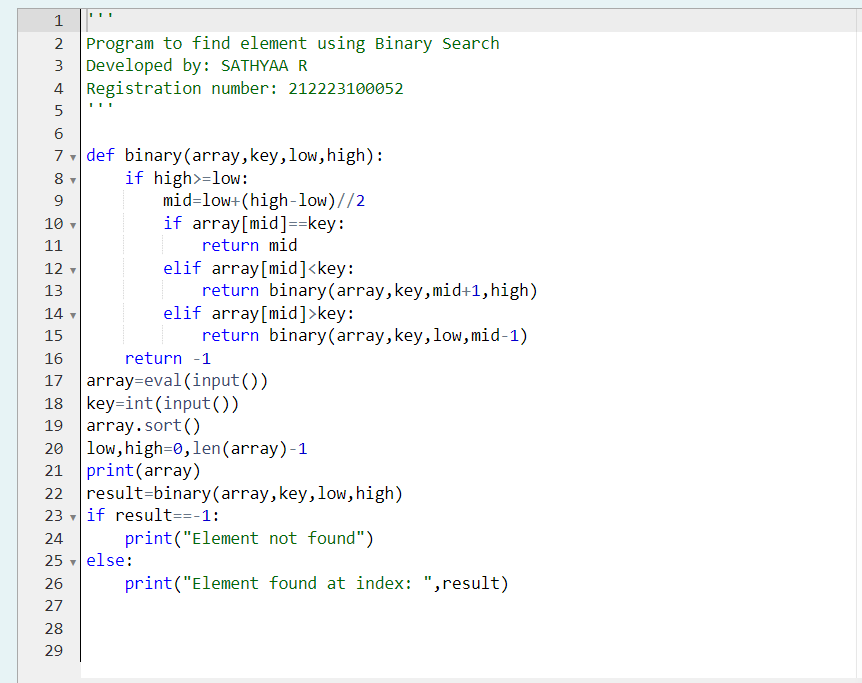 1 '''
2 Program to find element using Binary Search
3 Developed by: SATHYAA R
4 Registration number: 212223100052
5 '''
6
7 def binary(array,key,low,high):
8     if high>=low:
9         mid=low+(high-low)//2
10         if array[mid]==key:
11             return mid
12         elif array[mid]<key:
13             return binary(array,key,mid+1,high)
14         elif array[mid]>key:
15             return binary(array,key,low,mid-1)
16     return -1
17 array=eval(input())
18 key=int(input())
19 array.sort()
20 low,high=0,len(array)-1
21 print(array)
22 result=binary(array,key,low,high)
23 if result==-1:
24     print("Element not found")
25 else:
26     print("Element found at index: ",result)
27
28
29